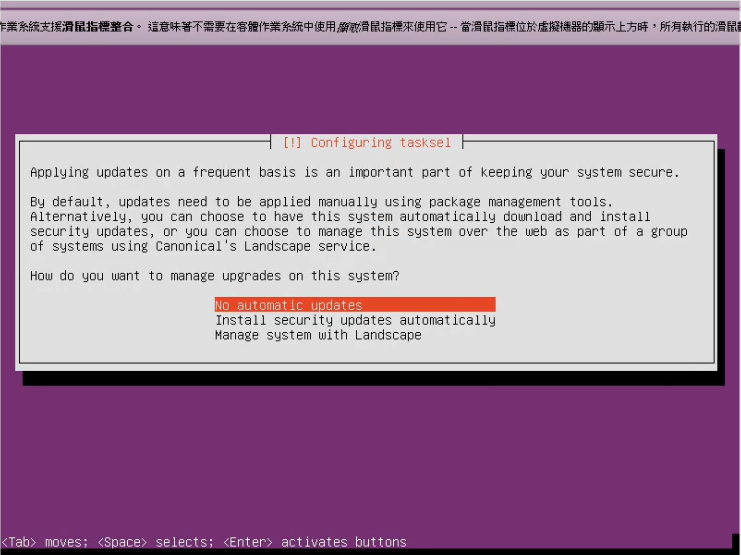 作業系統支援滑鼠指標整合。 這意味著不需要在客體作業系統中使用擷取滑鼠指標來使用它 -- 當滑鼠指標位於虛擬機器的顯示上方時，所有執行的滑鼠
[!] Configuring tasksel
Applying updates on a frequent basis is an important part of keeping your system secure.
By default, updates need to be applied manually using package management tools.
Alternatively, you can choose to have this system automatically download and install
security updates, or you can choose to manage this system over the web as part of a group
of systems using Canonical's Landscape service.
How do you want to manage upgrades on this system?
No automatic updates
Install security updates automatically
Manage system with Landscape
<Tab> moves; <Space> selects; <Enter> activates buttons